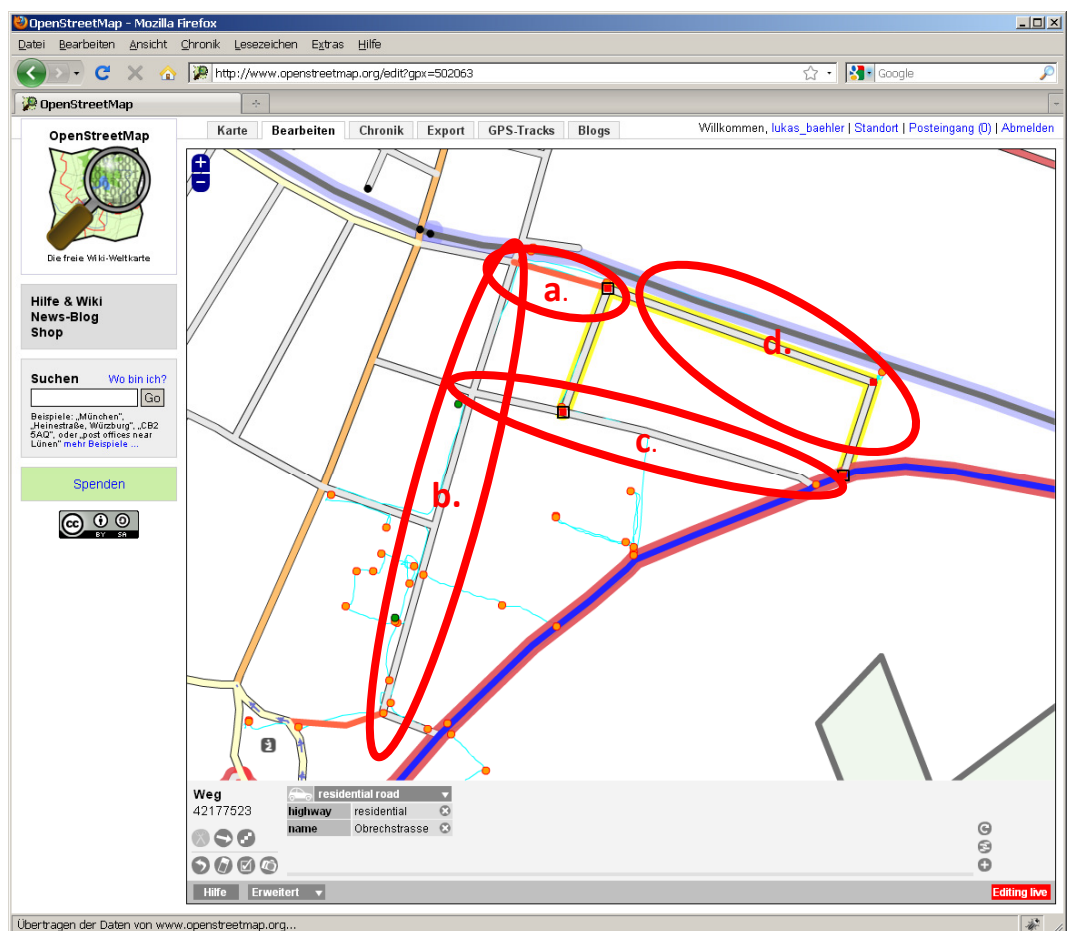 OpenStreetMap - Mozilla Firefox
Datei Bearbeiten Ansicht Chronik Lesezeichen Extras Hilfe
http://www.openstreetmap.org/edit?gpx=502063
Google
OpenStreetMap
OpenStreetMap
Die freie Wiki-Weltkarte
Karte Bearbeiten Chronik Export GPS-Tracks Blogs
Willkommen, lukas_baehler | Standort | Posteingang (0) | Abmelden
Hilfe & Wiki
News-Blog
Shop
Suchen Wo bin ich?
Go
Beispiele: „München“,
„Heinestraße, Würzburg“, „CB2
5AQ“, oder „post offices near
Lünen“ mehr Beispiele ...
Spenden
cc
BY SA
+
−
a.
d.
c.
b.
2
Weg
42177523
residential road
highway residential
name Obrechstrasse
Hilfe Erweitert
Editing live
Übertragen der Daten von www.openstreetmap.org...